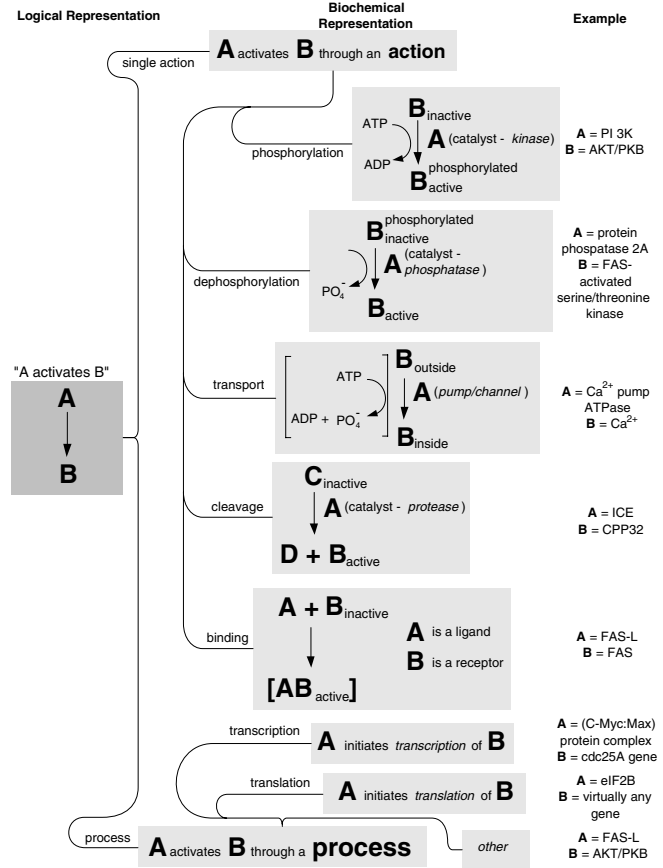 Logical Representation
Biochemical
Representation
Example
A activates B through an action
single action
phosphorylation
ATP
ADP
B inactive
A (catalyst - kinase)
B phosphorylated active
A = PI 3K
B = AKT/PKB
dephosphorylation
B phosphorylated inactive
A (catalyst -
phosphatase)
PO4-
B active
A = protein
phospatase 2A
B = FAS-
activated
serine/threonine
kinase
"A activates B"
A
B
transport
ATP
ADP + PO4-
B outside
A (pump/channel)
B inside
A = Ca2+ pump
ATPase
B = Ca2+
cleavage
C inactive
A (catalyst - protease)
D + B active
A = ICE
B = CPP32
binding
A + B inactive
A is a ligand
B is a receptor
[AB active]
A = FAS-L
B = FAS
transcription
A initiates transcription of B
A = (C-Myc:Max)
protein complex
B = cdc25A gene
translation
A initiates translation of B
A = eIF2B
B = virtually any
gene
process
A activates B through a process
other
A = FAS-L
B = AKT/PKB